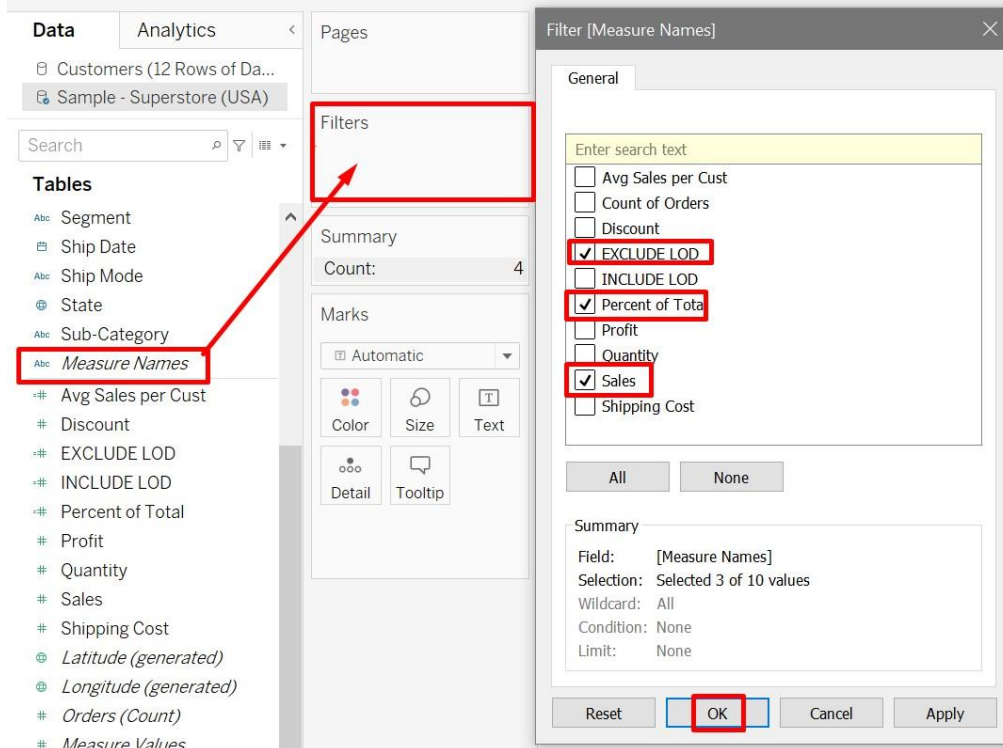 Data Analytics
Customers (12 Rows of Da...
Sample - Superstore (USA)
Search
Tables
Abc Segment
Ship Date
Abc Ship Mode
State
Abc Sub-Category
Abc Measure Names
=# Avg Sales per Cust
# Discount
=# EXCLUDE LOD
=# INCLUDE LOD
=# Percent of Total
# Profit
# Quantity
# Sales
# Shipping Cost
Latitude (generated)
Longitude (generated)
# Orders (Count)
# Measure Values
Pages
Filters
Summary
Count: 4
Marks
T Automatic
Color Size T Text
Detail Tooltip
Filter [Measure Names]
General
Enter search text
Avg Sales per Cust
Count of Orders
Discount
EXCLUDE LOD
INCLUDE LOD
Percent of Total
Profit
Quantity
Sales
Shipping Cost
All None
Summary
Field: [Measure Names]
Selection: Selected 3 of 10 values
Wildcard: All
Condition: None
Limit: None
Reset OK Cancel Apply